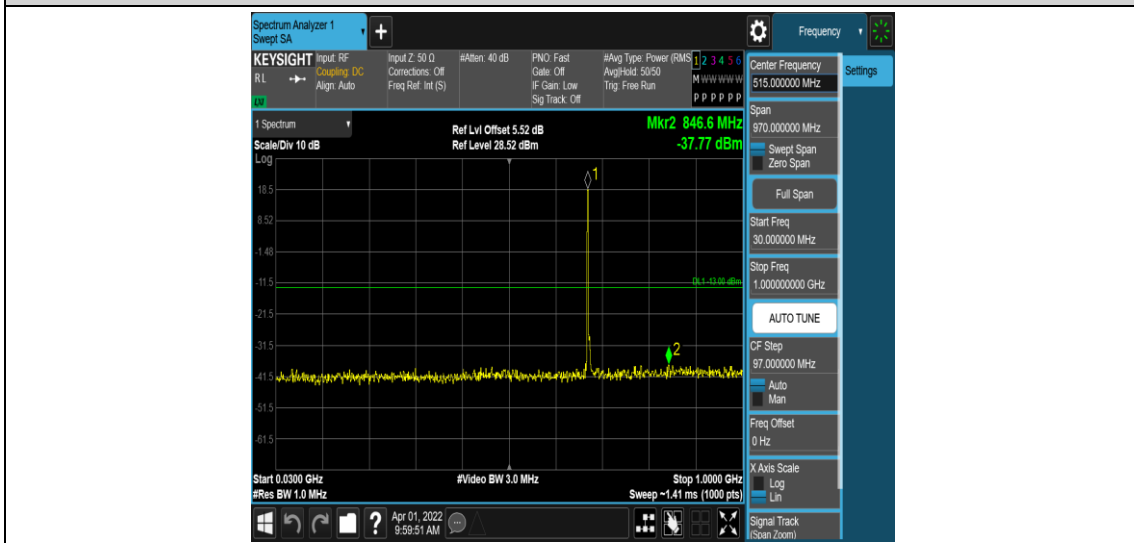 Spectrum Analyzer 1
Swept SA
+
Frequency
KEYSIGHT
RL
LXI
Input: RF
Coupling: DC
Align: Auto
Input Z: 50 Ω
Corrections: Off
Freq Ref: Int (S)
#Atten: 40 dB
PNO: Fast
Gate: Off
IF Gain: Low
Sig Track: Off
#Avg Type: Power (RMS
Avg|Hold: 50/50
Trig: Free Run
1 2 3 4 5 6
M W W W W W
P P P P P P
1 Spectrum
Scale/Div 10 dB
Log
Ref Lvl Offset 5.52 dB
Ref Level 28.52 dBm
Mkr2 846.6 MHz
-37.77 dBm
18.5
8.52
-1.48
-11.5
-21.5
-31.5
-41.5
-51.5
-61.5
1
DL1 -13.00 dBm
2
Start 0.0300 GHz
#Res BW 1.0 MHz
#Video BW 3.0 MHz
Stop 1.0000 GHz
Sweep ~1.41 ms (1000 pts)
Center Frequency
515.000000 MHz
Settings
Span
970.000000 MHz
Swept Span
Zero Span
Full Span
Start Freq
30.000000 MHz
Stop Freq
1.000000000 GHz
AUTO TUNE
CF Step
97.000000 MHz
Auto
Man
Freq Offset
0 Hz
X Axis Scale
Log
Lin
Signal Track
(Span Zoom)
?
Apr 01, 2022
9:59:51 AM